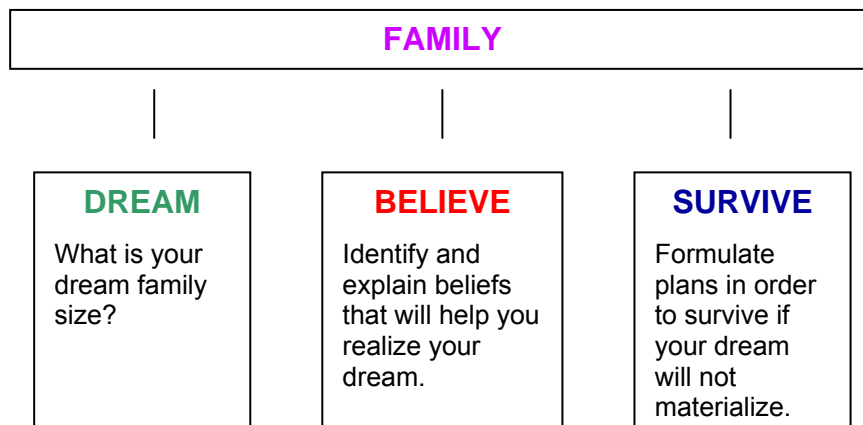 FAMILY
DREAM
What is your
dream family
size?
BELIEVE
Identify and
explain beliefs
that will help you
realize your
dream.
SURVIVE
Formulate
plans in order
to survive if
your dream
will not
materialize.